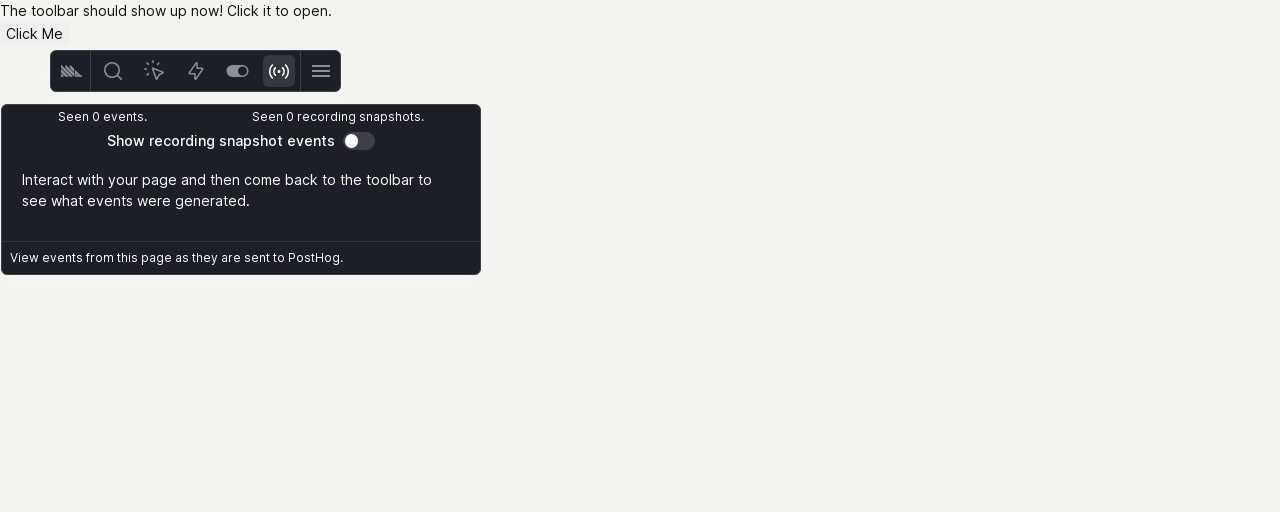 The toolbar should show up now! Click it to open.
Click Me
Seen 0 events. Seen 0 recording snapshots.
Show recording snapshot events
Interact with your page and then come back to the toolbar to
see what events were generated.
View events from this page as they are sent to PostHog.